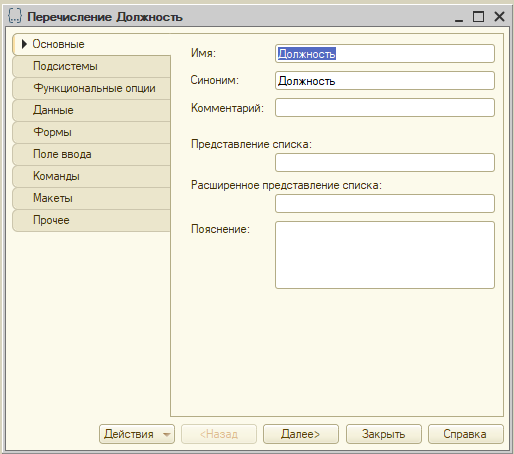 Перечисление Должность
Основные
Подсистемы
Функциональные опции
Данные
Формы
Поле ввода
Команды
Макеты
Прочее
Имя: Должность
Синоним: Должность
Комментарий:
Представление списка:
Расширенное представление списка:
Пояснение:
Действия <Назад Далее> Закрыть Справка